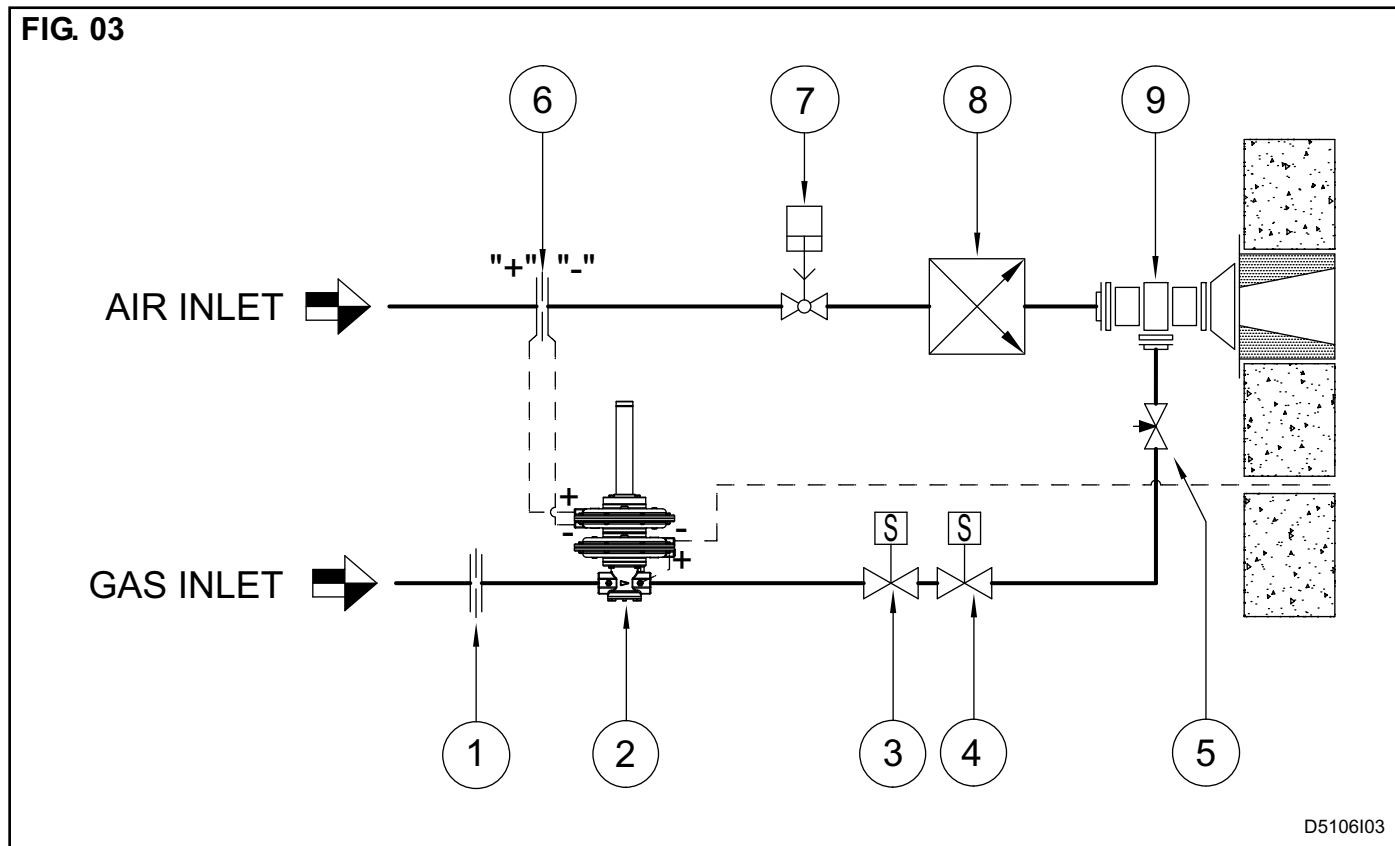 FIG. 03
6 7 8 9
"+" "-"
AIR INLET
+
-
-
+
S S
GAS INLET
1 2 3 4 5
D5106I03